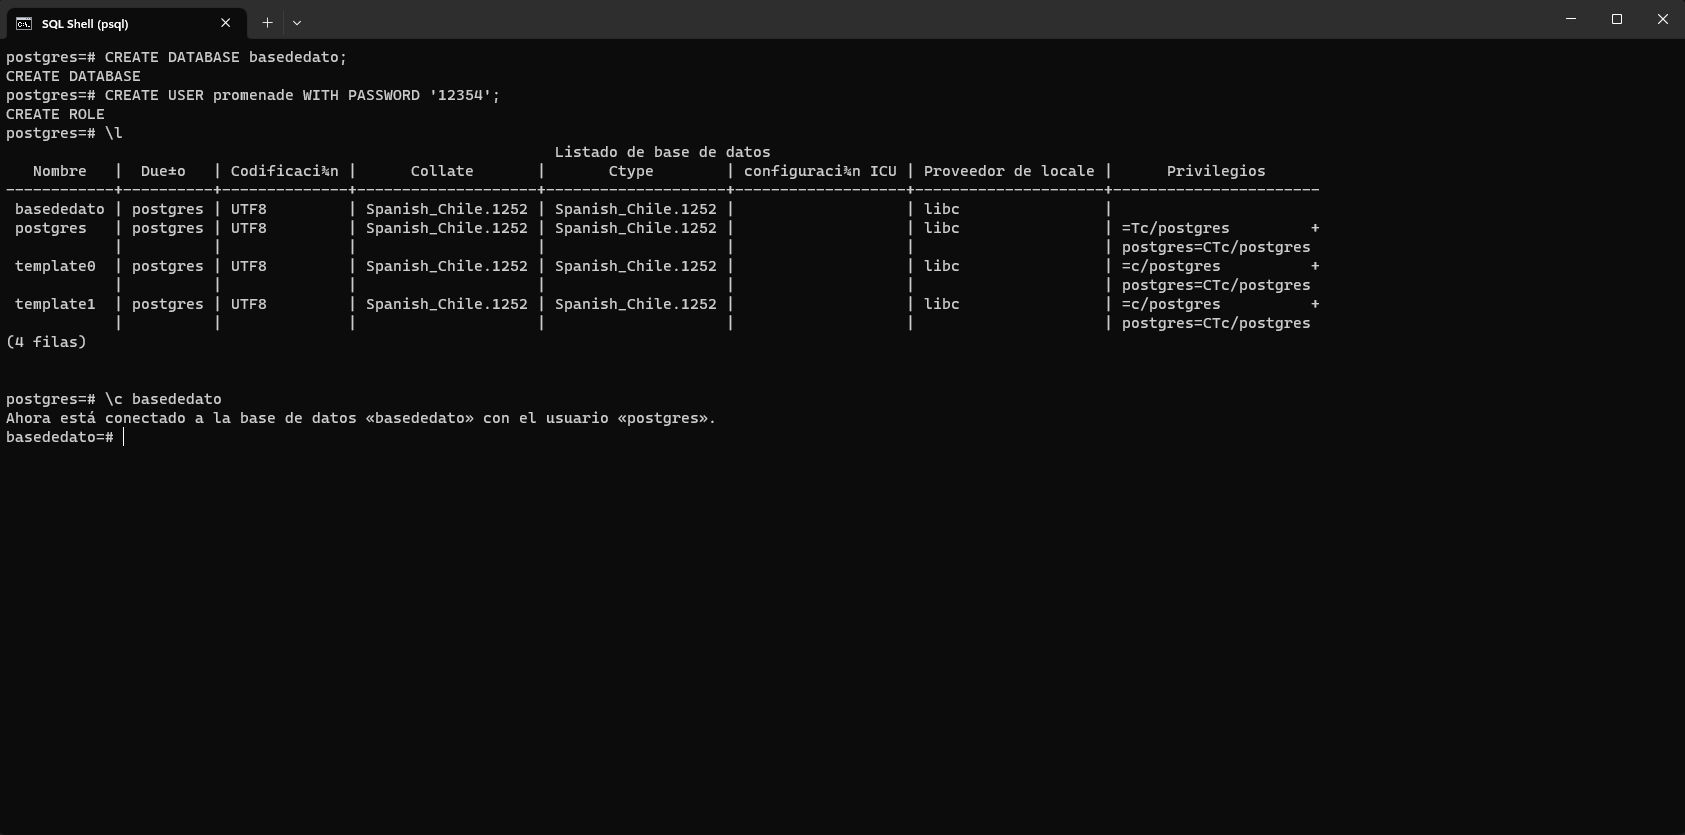 SQL Shell (psql)
postgres=# CREATE DATABASE basededato;
CREATE DATABASE
postgres=# CREATE USER promenade WITH PASSWORD '12354';
CREATE ROLE
postgres=# \l
                                                             Listado de base de datos
   Nombre   |  Due±o   | Codificaci¾n |      Collate       |       Ctype        | configuraci¾n ICU | Proveedor de locale |      Privilegios
------------+----------+--------------+--------------------+--------------------+-------------------+---------------------+-----------------------
 basededato | postgres | UTF8         | Spanish_Chile.1252 | Spanish_Chile.1252 |                   | libc                |
 postgres   | postgres | UTF8         | Spanish_Chile.1252 | Spanish_Chile.1252 |                   | libc                | =Tc/postgres         +
            |          |              |                    |                    |                   |                     | postgres=CTc/postgres
 template0  | postgres | UTF8         | Spanish_Chile.1252 | Spanish_Chile.1252 |                   | libc                | =c/postgres          +
            |          |              |                    |                    |                   |                     | postgres=CTc/postgres
 template1  | postgres | UTF8         | Spanish_Chile.1252 | Spanish_Chile.1252 |                   | libc                | =c/postgres          +
            |          |              |                    |                    |                   |                     | postgres=CTc/postgres
(4 filas)
postgres=# \c basededato
Ahora está conectado a la base de datos «basededato» con el usuario «postgres».
basededato=#